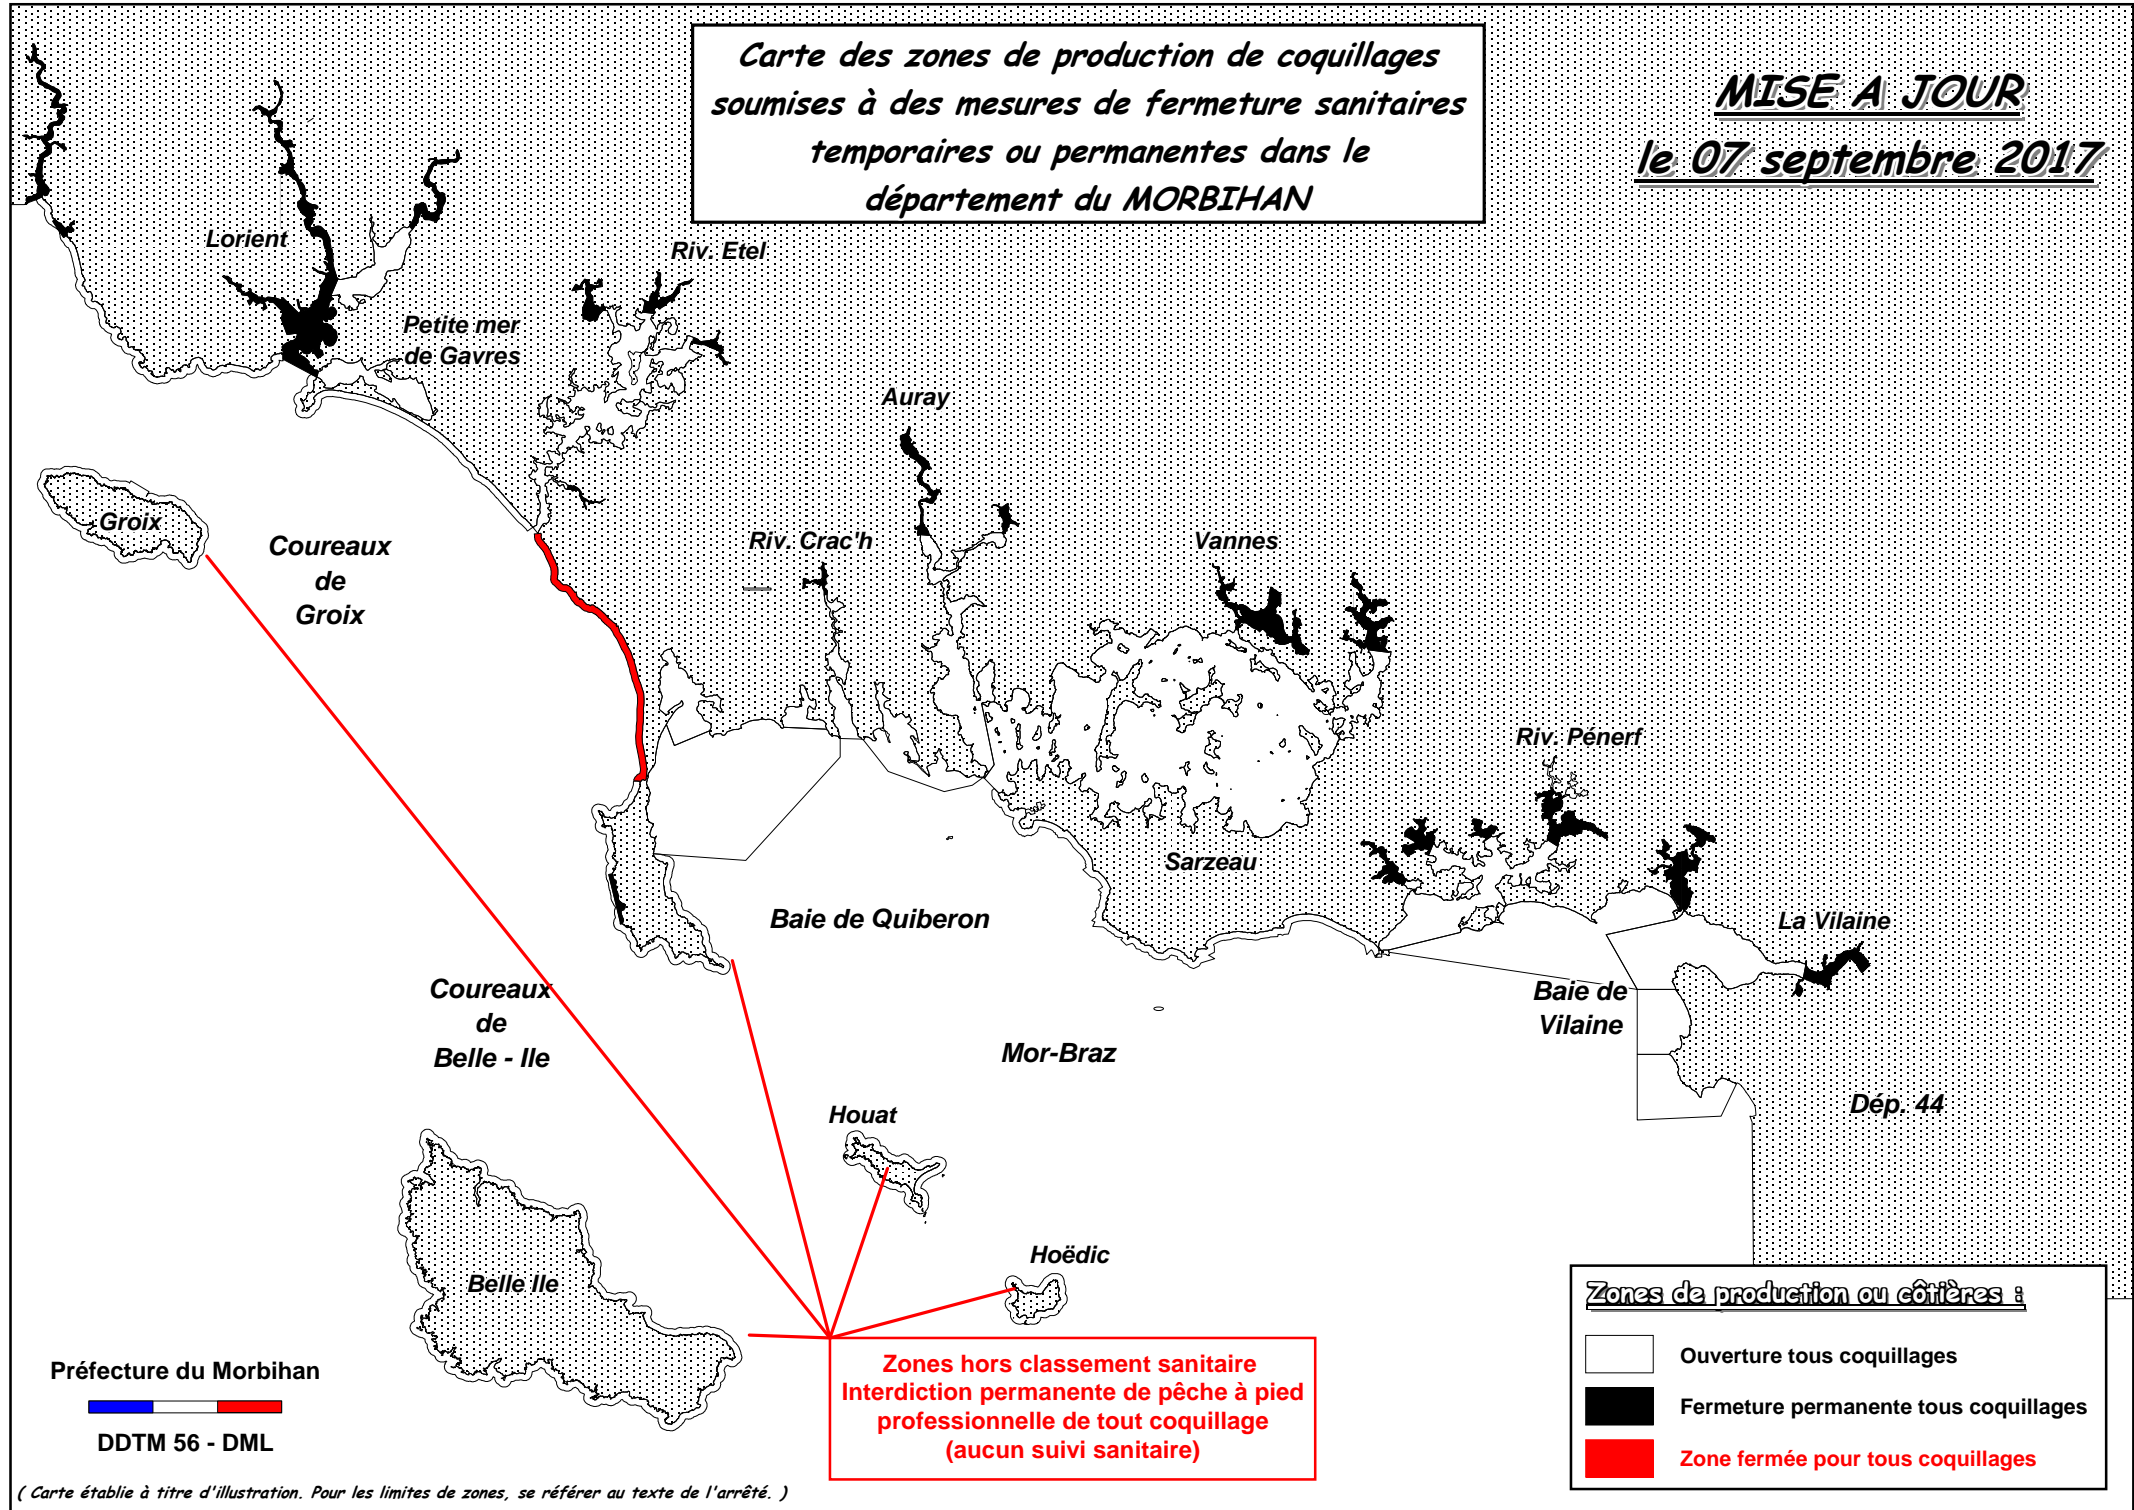 Carte des zones de production de coquillages
soumises à des mesures de fermeture sanitaires
temporaires ou permanentes dans le
département du MORBIHAN
MISE A JOUR
le 07 septembre 2017
Lorient
Riv. Etel
Petite mer
de Gavres
Auray
Groix
Coureaux
de
Groix
Riv. Crac'h
Vannes
Riv. Pénerf
Sarzeau
Baie de Quiberon
La Vilaine
Coureaux
de
Belle - Ile
Baie de
Vilaine
Mor-Braz
Houat
Dép. 44
Hoëdic
Belle Ile
Zones hors classement sanitaire
Interdiction permanente de pêche à pied
professionnelle de tout coquillage
(aucun suivi sanitaire)
Zones de production ou côtières :
Ouverture tous coquillages
Fermeture permanente tous coquillages
Zone fermée pour tous coquillages
Préfecture du Morbihan
DDTM 56 - DML
( Carte établie à titre d'illustration. Pour les limites de zones, se référer au texte de l'arrêté. )